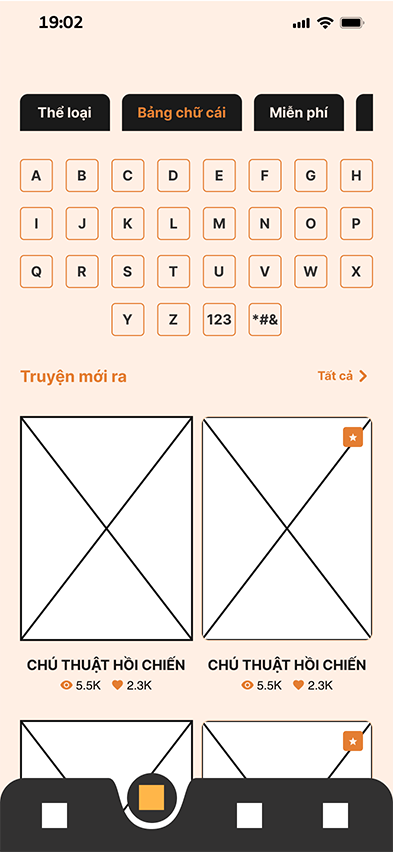 19:02
Thể loại Bảng chữ cái Miễn phí
A B C D E F G H
I J K L M N O P
Q R S T U V W X
Y Z 123 *#&
Truyện mới ra Tất cả
CHÚ THUẬT HỒI CHIẾN CHÚ THUẬT HỒI CHIẾN
5.5K 2.3K 5.5K 2.3K